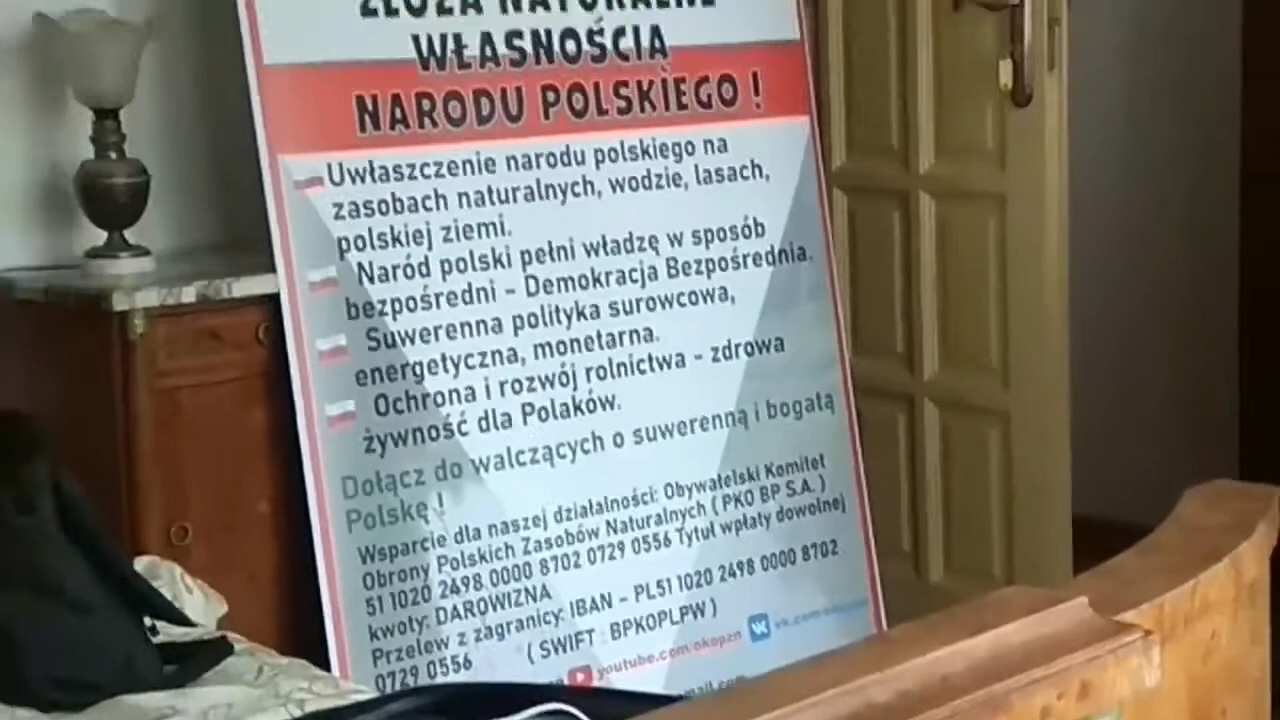 ZŁOŻA NATURALNE
WŁASNOŚCIĄ
NARODU POLSKIEGO !
Uwłaszczenie narodu polskiego na
zasobach naturalnych, wodzie, lasach,
polskiej ziemi.
Naród polski pełni władzę w sposób
bezpośredni - Demokracja Bezpośrednia.
Suwerenna polityka surowcowa,
energetyczna, monetarna.
Ochrona i rozwój rolnictwa - zdrowa
żywność dla Polaków.
Dołącz do walczących o suwerenną i bogatą
Polskę !
Wsparcie dla naszej działalności: Obywatelski Komitet
Obrony Polskich Zasobów Naturalnych ( PKO BP S.A. )
51 1020 2498 0000 8702 0729 0556 Tytuł wpłaty dowolnej
kwoty: DAROWIZNA
Przelew z zagranicy: IBAN - PL51 1020 2498 0000 8702
0729 0556 ( SWIFT : BPKOPLPW )
youtube.com/okopzn